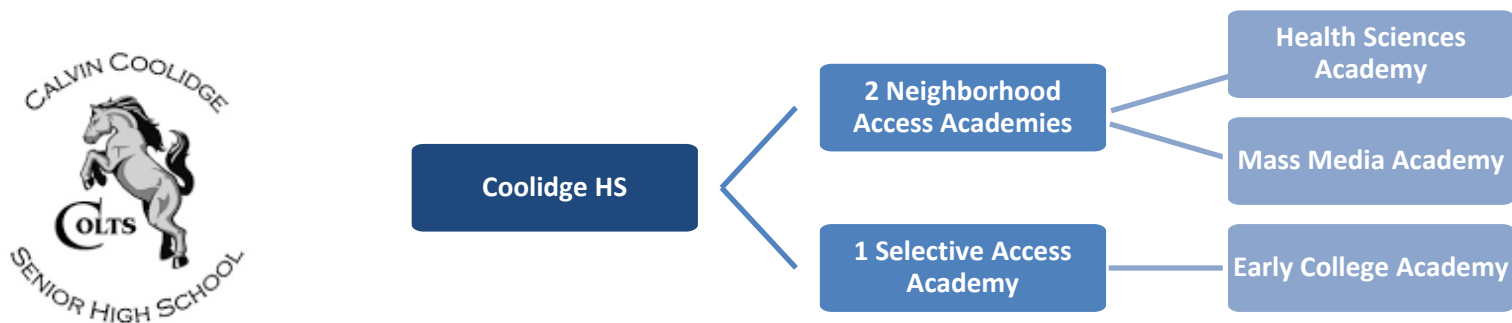 CALVIN COOLIDGE
COLTS
SENIOR HIGH SCHOOL
Coolidge HS
2 Neighborhood
Access Academies
1 Selective Access
Academy
Health Sciences
Academy
Mass Media Academy
Early College Academy